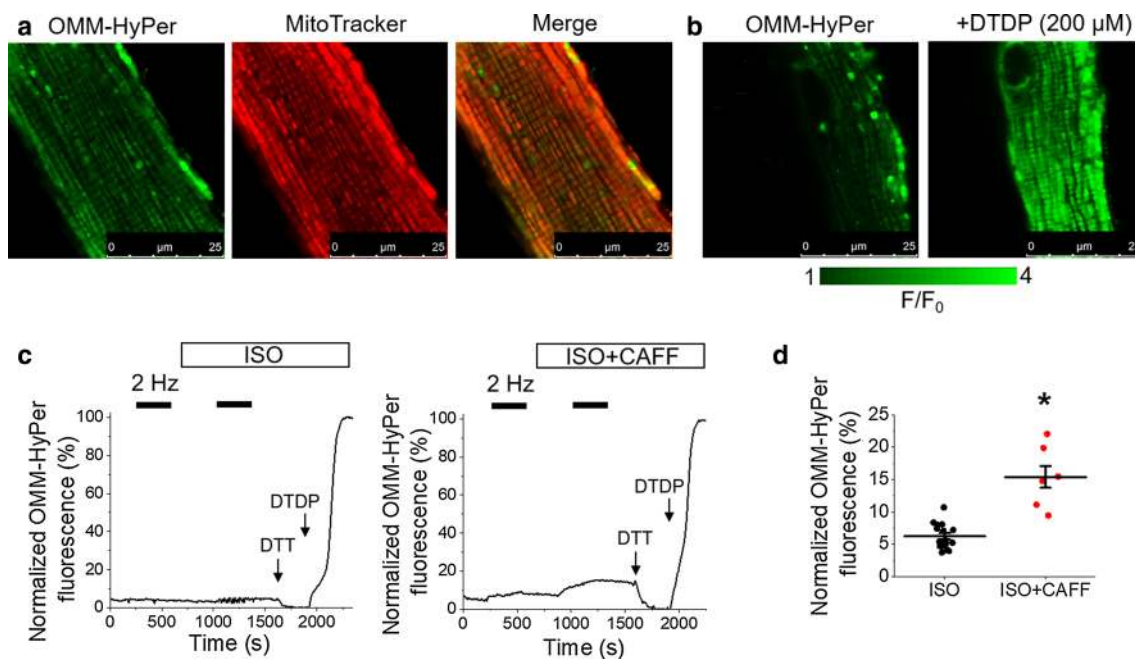 a
OMM-HyPer
MitoTracker
Merge
0 µm 25
0 µm 25
0 µm 25
b
OMM-HyPer
+DTDP (200 µM)
0 µm 25
0 µm 25
1
4
F/F0
c
ISO
2 Hz
Normalized OMM-HyPer
fluorescence (%)
100
80
60
40
20
0
DTDP
DTT
0 500 1000 1500 2000
Time (s)
ISO+CAFF
2 Hz
Normalized OMM-HyPer
fluorescence (%)
100
80
60
40
20
0
DTDP
DTT
0 500 1000 1500 2000
Time (s)
d
Normalized OMM-HyPer
fluorescence (%)
25
20
15
10
5
0
*
ISO
ISO+CAFF